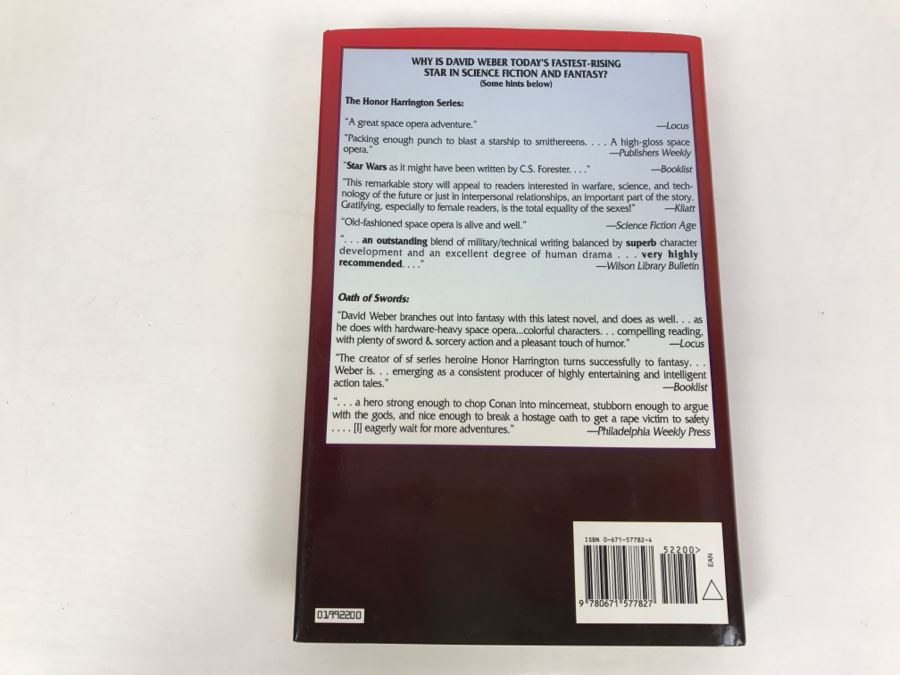 WHY IS DAVID WEBER TODAY'S FASTEST-RISING
STAR IN SCIENCE FICTION AND FANTASY?
(Some hints below)
The Honor Harrington Series:
"A great space opera adventure." —Locus
"Packing enough punch to blast a starship to smithereens. . . . A high-gloss space
opera." —Publishers Weekly
"Star Wars as it might have been written by C.S. Forester. . . ." —Booklist
"This remarkable story will appeal to readers interested in warfare, science, and tech-
nology of the future or just in interpersonal relationships, an important part of the story.
Gratifying, especially to female readers, is the total equality of the sexes!" —Kliatt
"Old-fashioned space opera is alive and well." —Science Fiction Age
". . . an outstanding blend of military/technical writing balanced by superb character
development and an excellent degree of human drama . . . very highly
recommended. . . ." —Wilson Library Bulletin
Oath of Swords:
"David Weber branches out into fantasy with this latest novel, and does as well. . . as
he does with hardware-heavy space opera...colorful characters. . . compelling reading,
with plenty of sword & sorcery action and a pleasant touch of humor." —Locus
"The creator of sf series heroine Honor Harrington turns successfully to fantasy. . .
Weber is. . . emerging as a consistent producer of highly entertaining and intelligent
action tales." —Booklist
". . . a hero strong enough to chop Conan into mincemeat, stubborn enough to argue
with the gods, and nice enough to break a hostage oath to get a rape victim to safety
. . . . [I] eagerly wait for more adventures." —Philadelphia Weekly Press
ISBN 0-671-57782-4
52200>
EAN
9 780671 577827
01992200